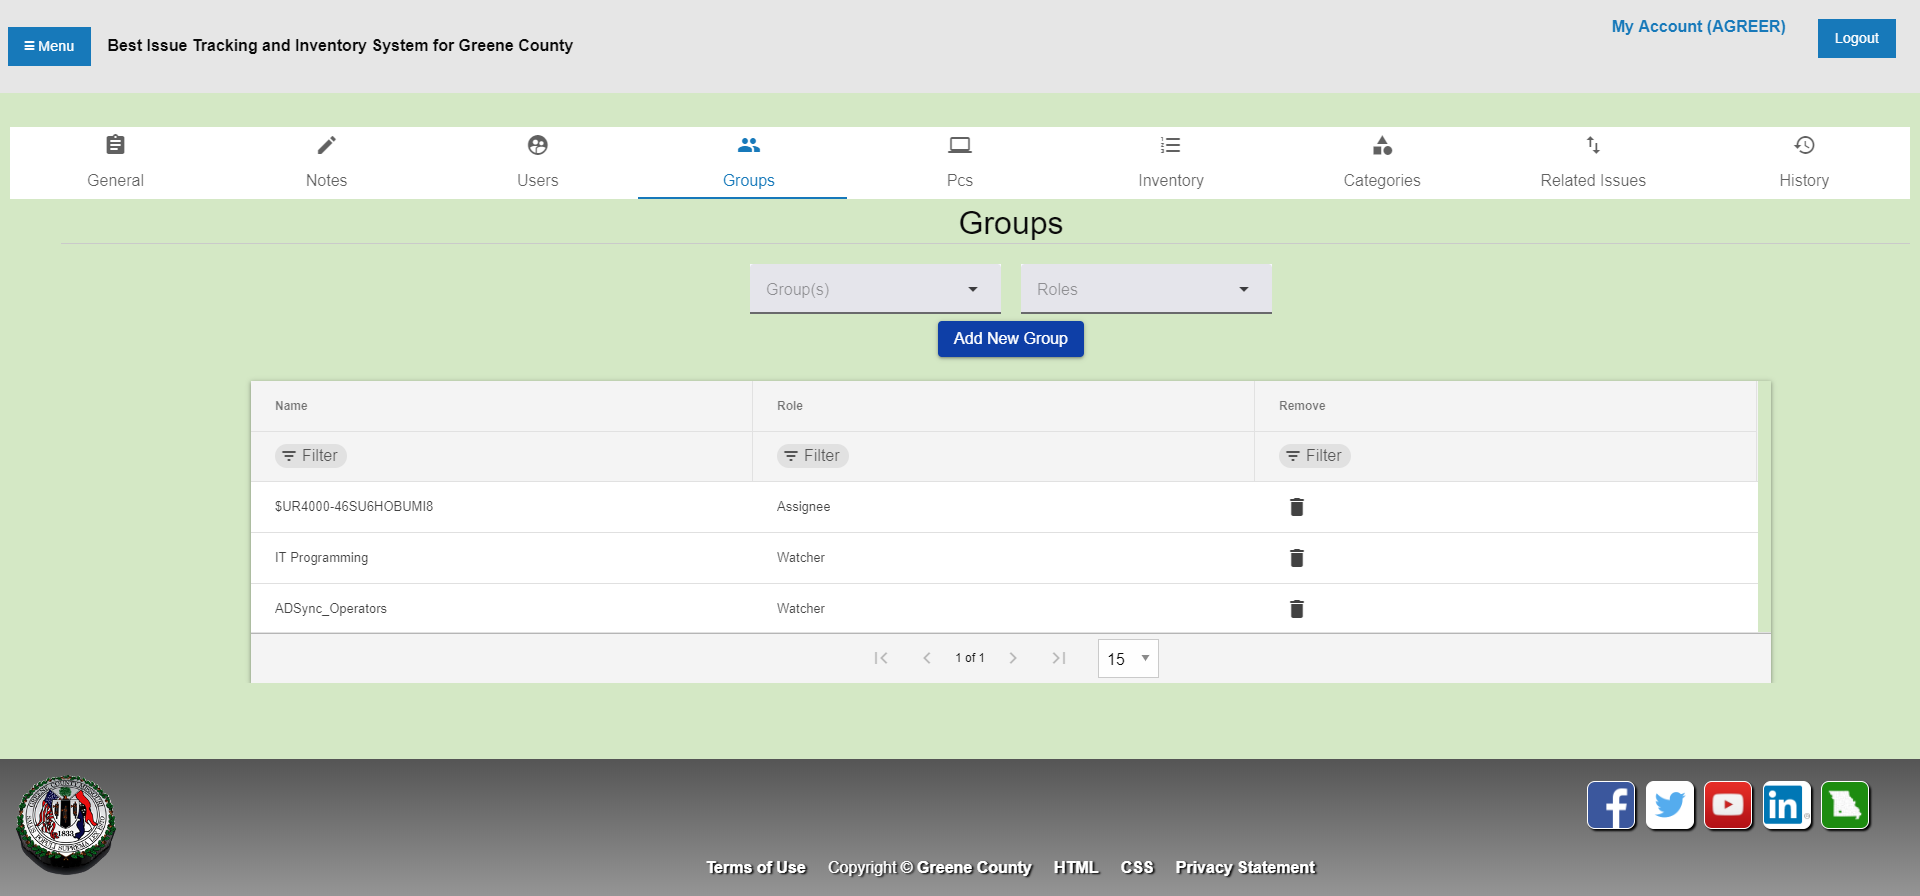 Menu
Best Issue Tracking and Inventory System for Greene County
My Account (AGREER)
Logout
General
Notes
Users
Groups
Pcs
Inventory
Categories
Related Issues
History
Groups
Group(s)
Roles
Add New Group
Name
Role
Remove
Filter
Filter
Filter
$UR4000-46SU6HOBUMI8
Assignee
IT Programming
Watcher
ADSync_Operators
Watcher
1 of 1
15
1833
Terms of Use
Copyright © Greene County
HTML
CSS
Privacy Statement